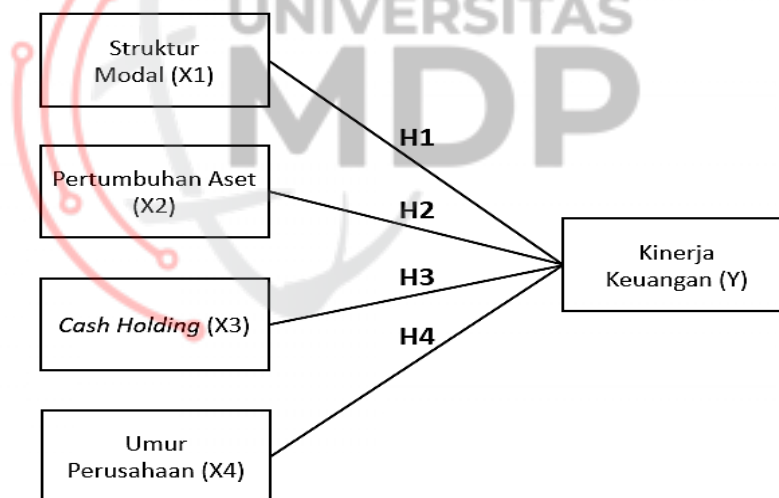 UNIVERSITAS
MDP
Struktur
Modal (X1)
H1
Pertumbuhan Aset
(X2)
H2
Kinerja
Keuangan (Y)
H3
Cash Holding (X3)
H4
Umur
Perusahaan (X4)